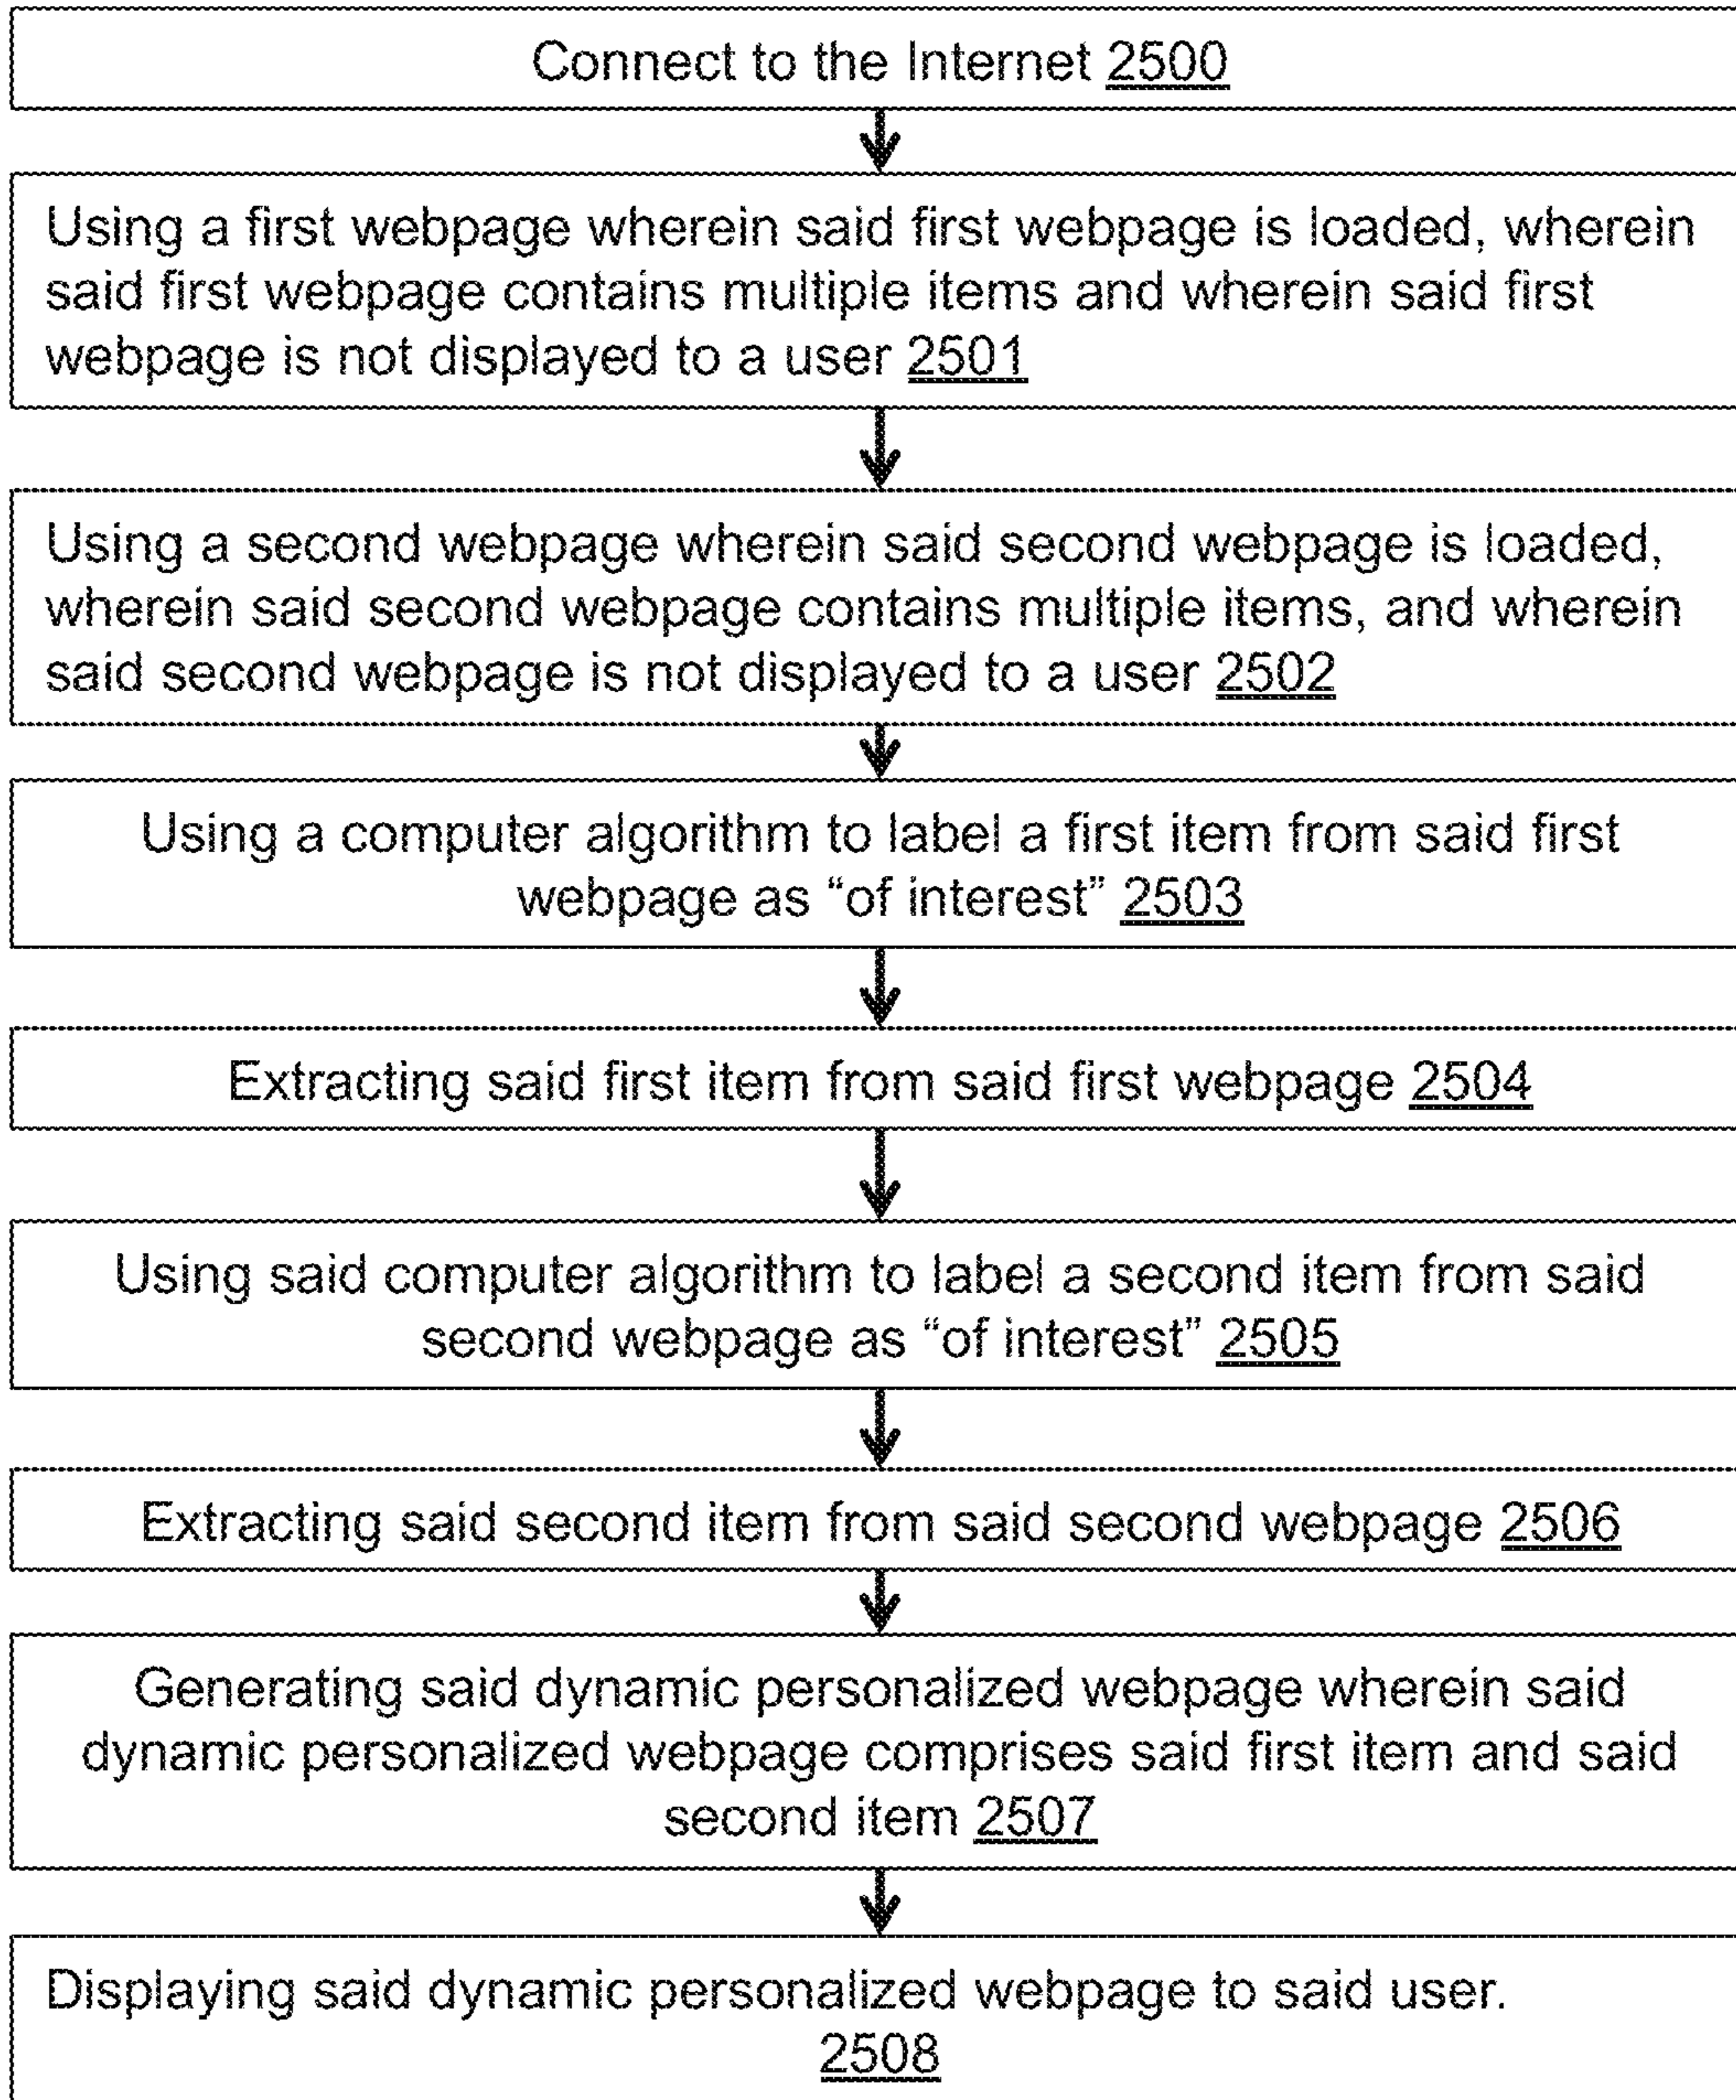 Connect to the Internet 2500
Using a first webpage wherein said first webpage is loaded, wherein
said first webpage contains multiple items and wherein said first
webpage is not displayed to a user 2501
Using a second webpage wherein said second webpage is loaded,
wherein said second webpage contains multiple items, and wherein
said second webpage is not displayed to a user 2502
Using a computer algorithm to label a first item from said first
webpage as “of interest” 2503
Extracting said first item from said first webpage 2504
Using said computer algorithm to label a second item from said
second webpage as “of interest” 2505
Extracting said second item from said second webpage 2506
Generating said dynamic personalized webpage wherein said
dynamic personalized webpage comprises said first item and said
second item 2507
Displaying said dynamic personalized webpage to said user.
2508